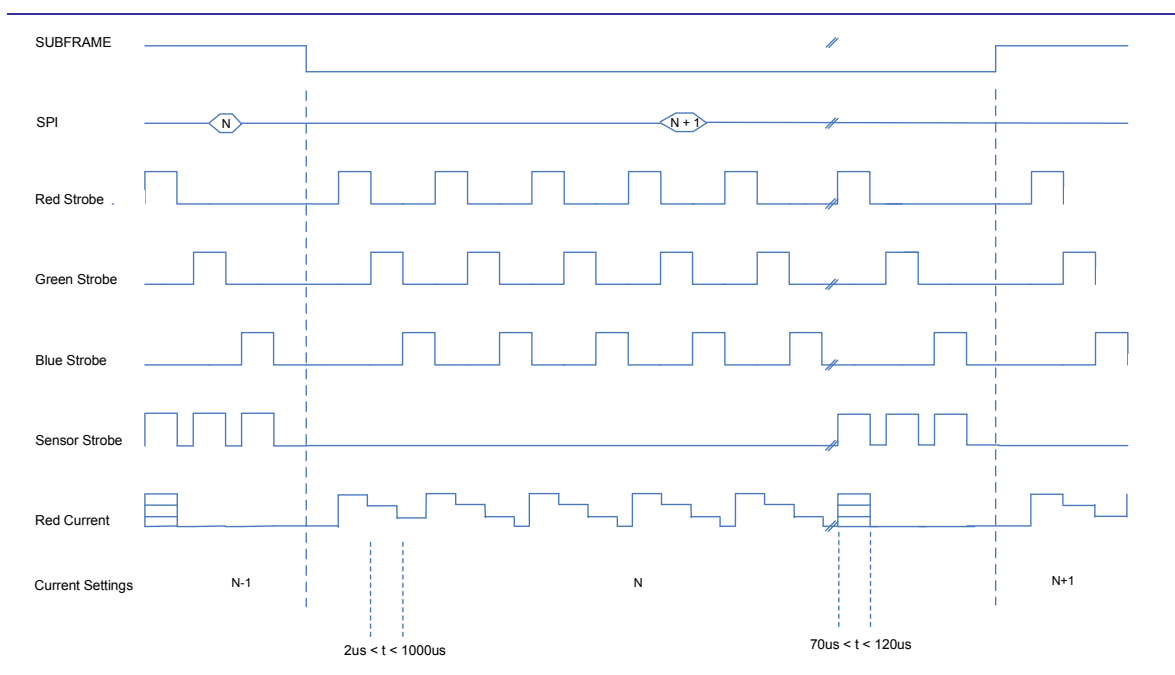 SUBFRAME
SPI
N
N + 1
Red Strobe .
Green Strobe
Blue Strobe
Sensor Strobe
Red Current
Current Settings
N-1
N
N+1
2us < t < 1000us
70us < t < 120us